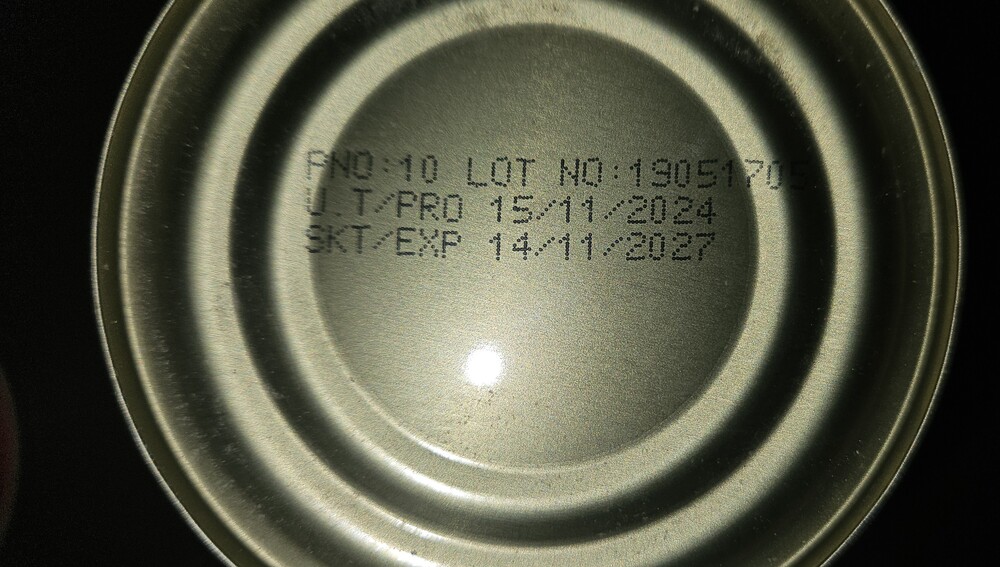 PNO:10 LOT NO:19051705
U.T/PRO 15/11/2024
SKT/EXP 14/11/2027